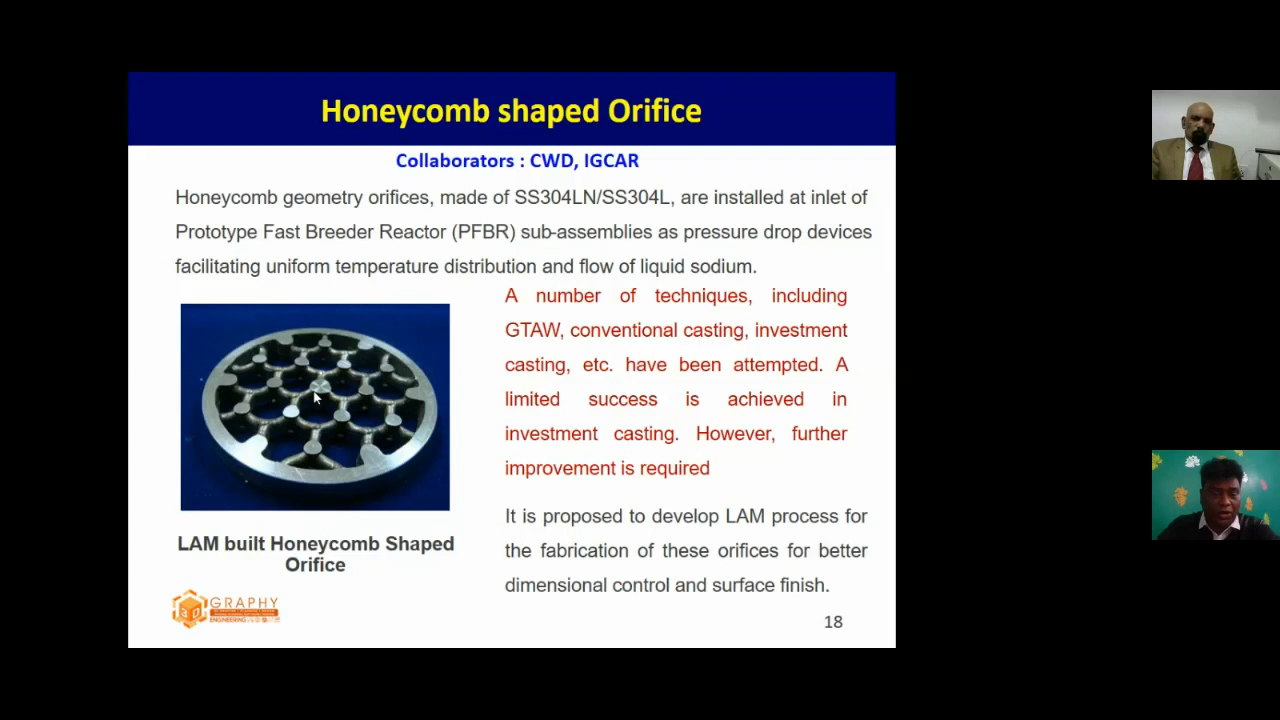 Honeycomb shaped Orifice
Collaborators : CWD, IGCAR
Honeycomb geometry orifices, made of SS304LN/SS304L, are installed at inlet of
Prototype Fast Breeder Reactor (PFBR) sub-assemblies as pressure drop devices
facilitating uniform temperature distribution and flow of liquid sodium.
A number of techniques, including
GTAW, conventional casting, investment
casting, etc. have been attempted. A
limited success is achieved in
investment casting. However, further
improvement is required
It is proposed to develop LAM process for
the fabrication of these orifices for better
dimensional control and surface finish.
LAM built Honeycomb Shaped
Orifice
GRAPHY
ENGINEERING
18